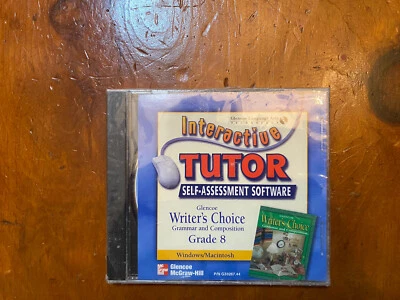 Interactive
TUTOR
SELF-ASSESSMENT SOFTWARE
Glencoe
Writer's Choice
Grammar and Composition
Grade 8
Windows/Macintosh
Glencoe
McGraw-Hill
Writer's Choice